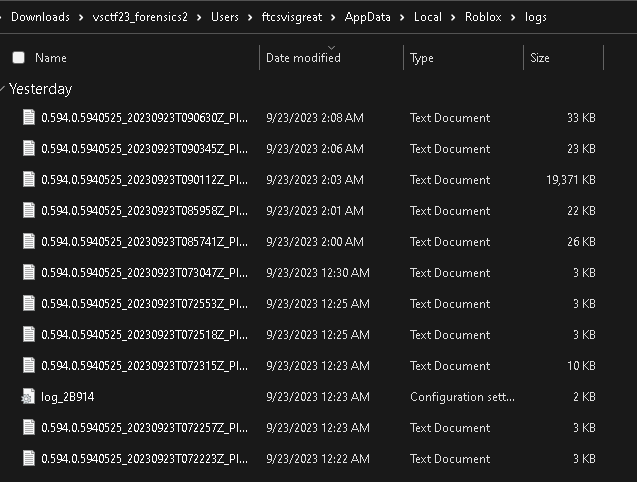 Downloads > vsctf23_forensics2 > Users > ftcsvisgreat > AppData > Local > Roblox > logs
Name Date modified Type Size
Yesterday
0.594.0.5940525_20230923T090630Z_Pl... 9/23/2023 2:08 AM Text Document 33 KB
0.594.0.5940525_20230923T090345Z_Pl... 9/23/2023 2:06 AM Text Document 23 KB
0.594.0.5940525_20230923T090112Z_Pl... 9/23/2023 2:03 AM Text Document 19,371 KB
0.594.0.5940525_20230923T085958Z_Pl... 9/23/2023 2:01 AM Text Document 22 KB
0.594.0.5940525_20230923T085741Z_Pl... 9/23/2023 2:00 AM Text Document 26 KB
0.594.0.5940525_20230923T073047Z_Pl... 9/23/2023 12:30 AM Text Document 3 KB
0.594.0.5940525_20230923T072553Z_Pl... 9/23/2023 12:25 AM Text Document 3 KB
0.594.0.5940525_20230923T072518Z_Pl... 9/23/2023 12:25 AM Text Document 3 KB
0.594.0.5940525_20230923T072315Z_Pl... 9/23/2023 12:23 AM Text Document 10 KB
log_2B914 9/23/2023 12:23 AM Configuration sett... 2 KB
0.594.0.5940525_20230923T072257Z_Pl... 9/23/2023 12:23 AM Text Document 3 KB
0.594.0.5940525_20230923T072223Z_Pl... 9/23/2023 12:22 AM Text Document 3 KB